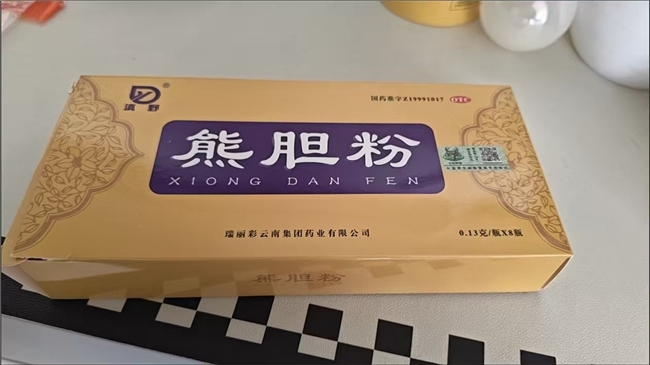 滇野
®
国药准字Z19991017
OTC
熊胆粉
XIONG DAN FEN
瑞丽彩云南集团药业有限公司
0.13克/瓶X8瓶
熊胆粉